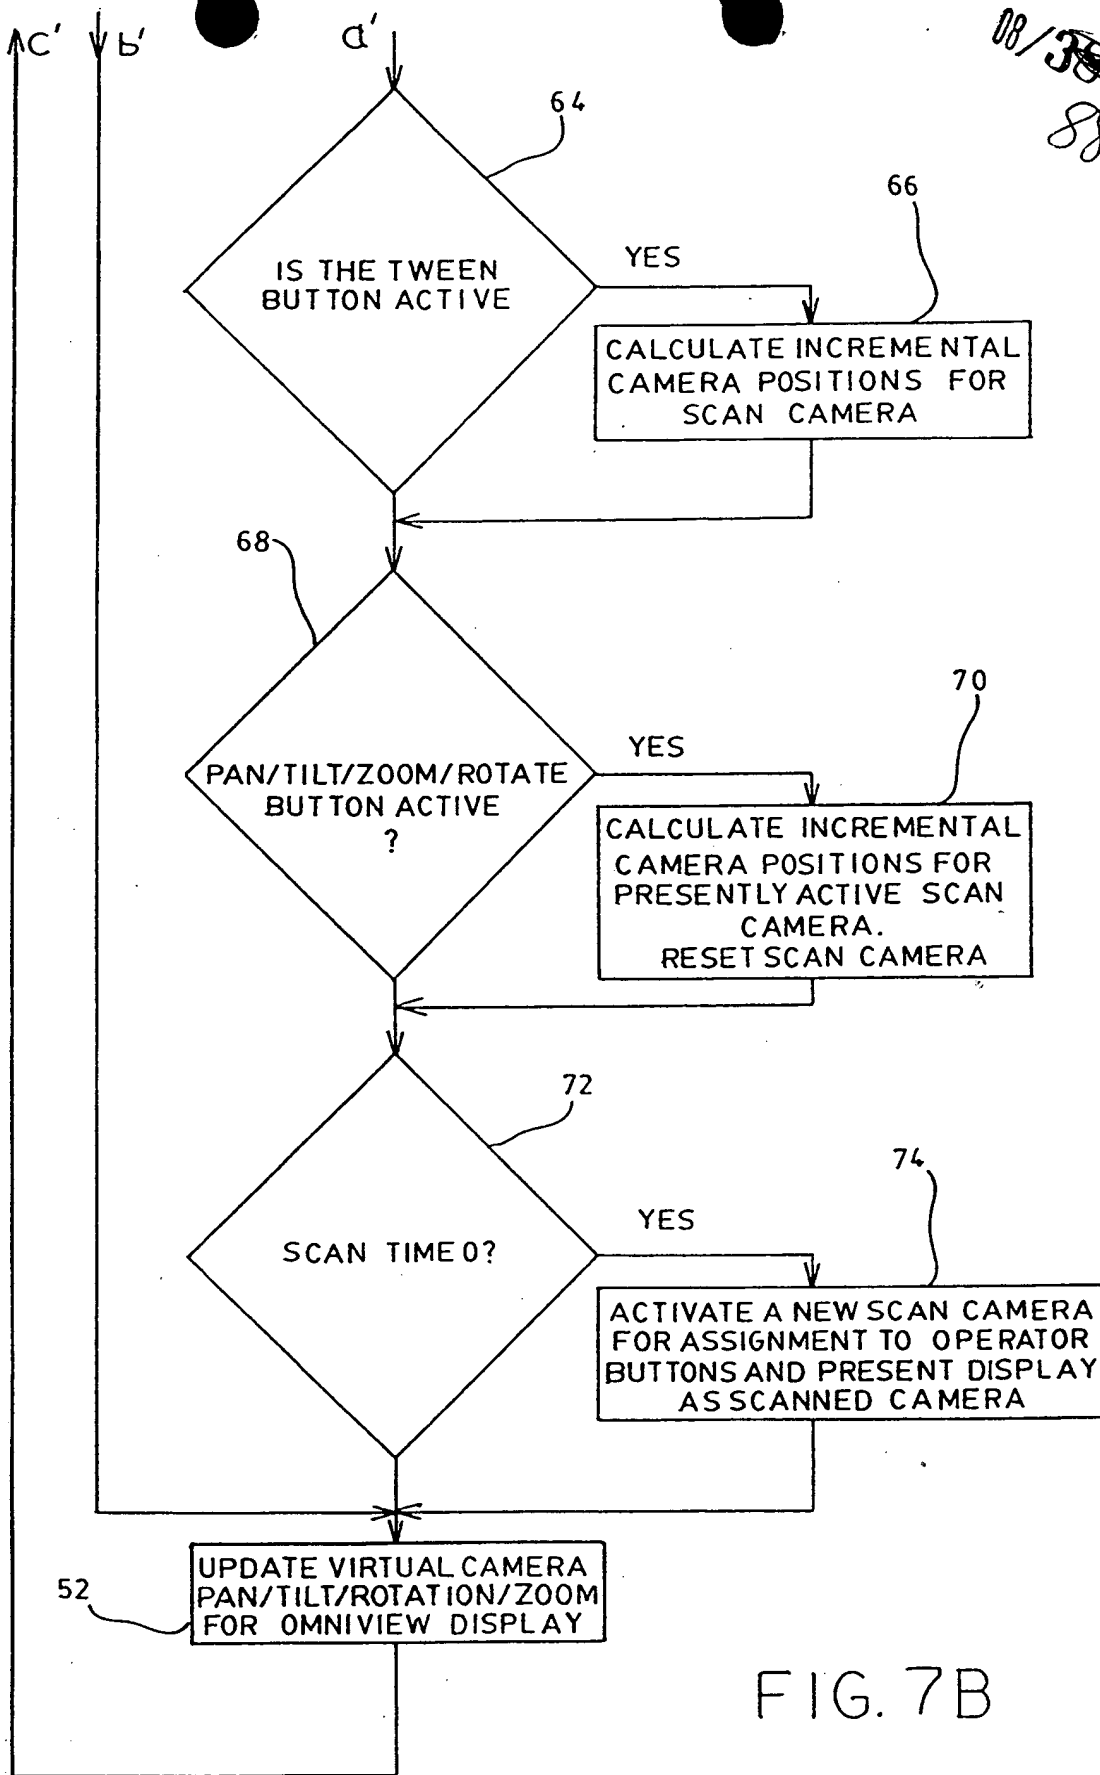 C'
b'
a'
08/
88
64
66
IS THE TWEEN
BUTTON ACTIVE
YES
CALCULATE INCREMENTAL
CAMERA POSITIONS FOR
SCAN CAMERA
68
70
PAN/TILT/ZOOM/ROTATE
BUTTON ACTIVE
?
YES
CALCULATE INCREMENTAL
CAMERA POSITIONS FOR
PRESENTLY ACTIVE SCAN
CAMERA.
RESET SCAN CAMERA
72
74
SCAN TIME 0?
YES
ACTIVATE A NEW SCAN CAMERA
FOR ASSIGNMENT TO OPERATOR
BUTTONS AND PRESENT DISPLAY
AS SCANNED CAMERA
52
UPDATE VIRTUAL CAMERA
PAN/TILT/ROTATION/ZOOM
FOR OMNIVIEW DISPLAY
FIG. 7B